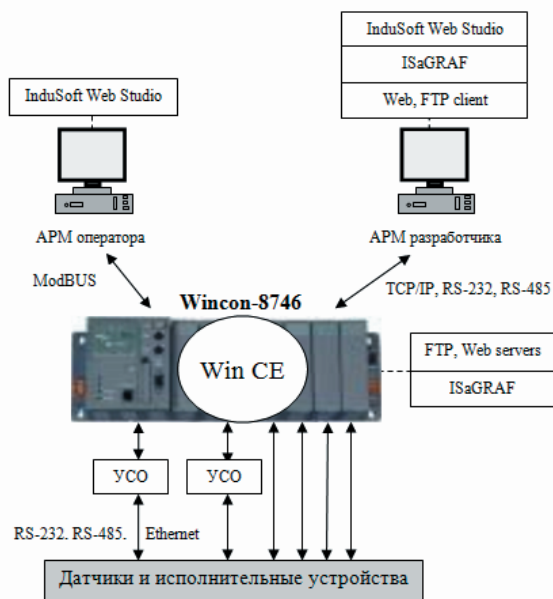 InduSoft Web Studio
ISaGRAF
Web, FTP client
InduSoft Web Studio
АРМ оператора
АРМ разработчика
ModBUS
TCP/IP, RS-232, RS-485
Wincon-8746
Win CE
FTP, Web servers
ISaGRAF
УСО
УСО
RS-232. RS-485. Ethernet
Датчики и исполнительные устройства